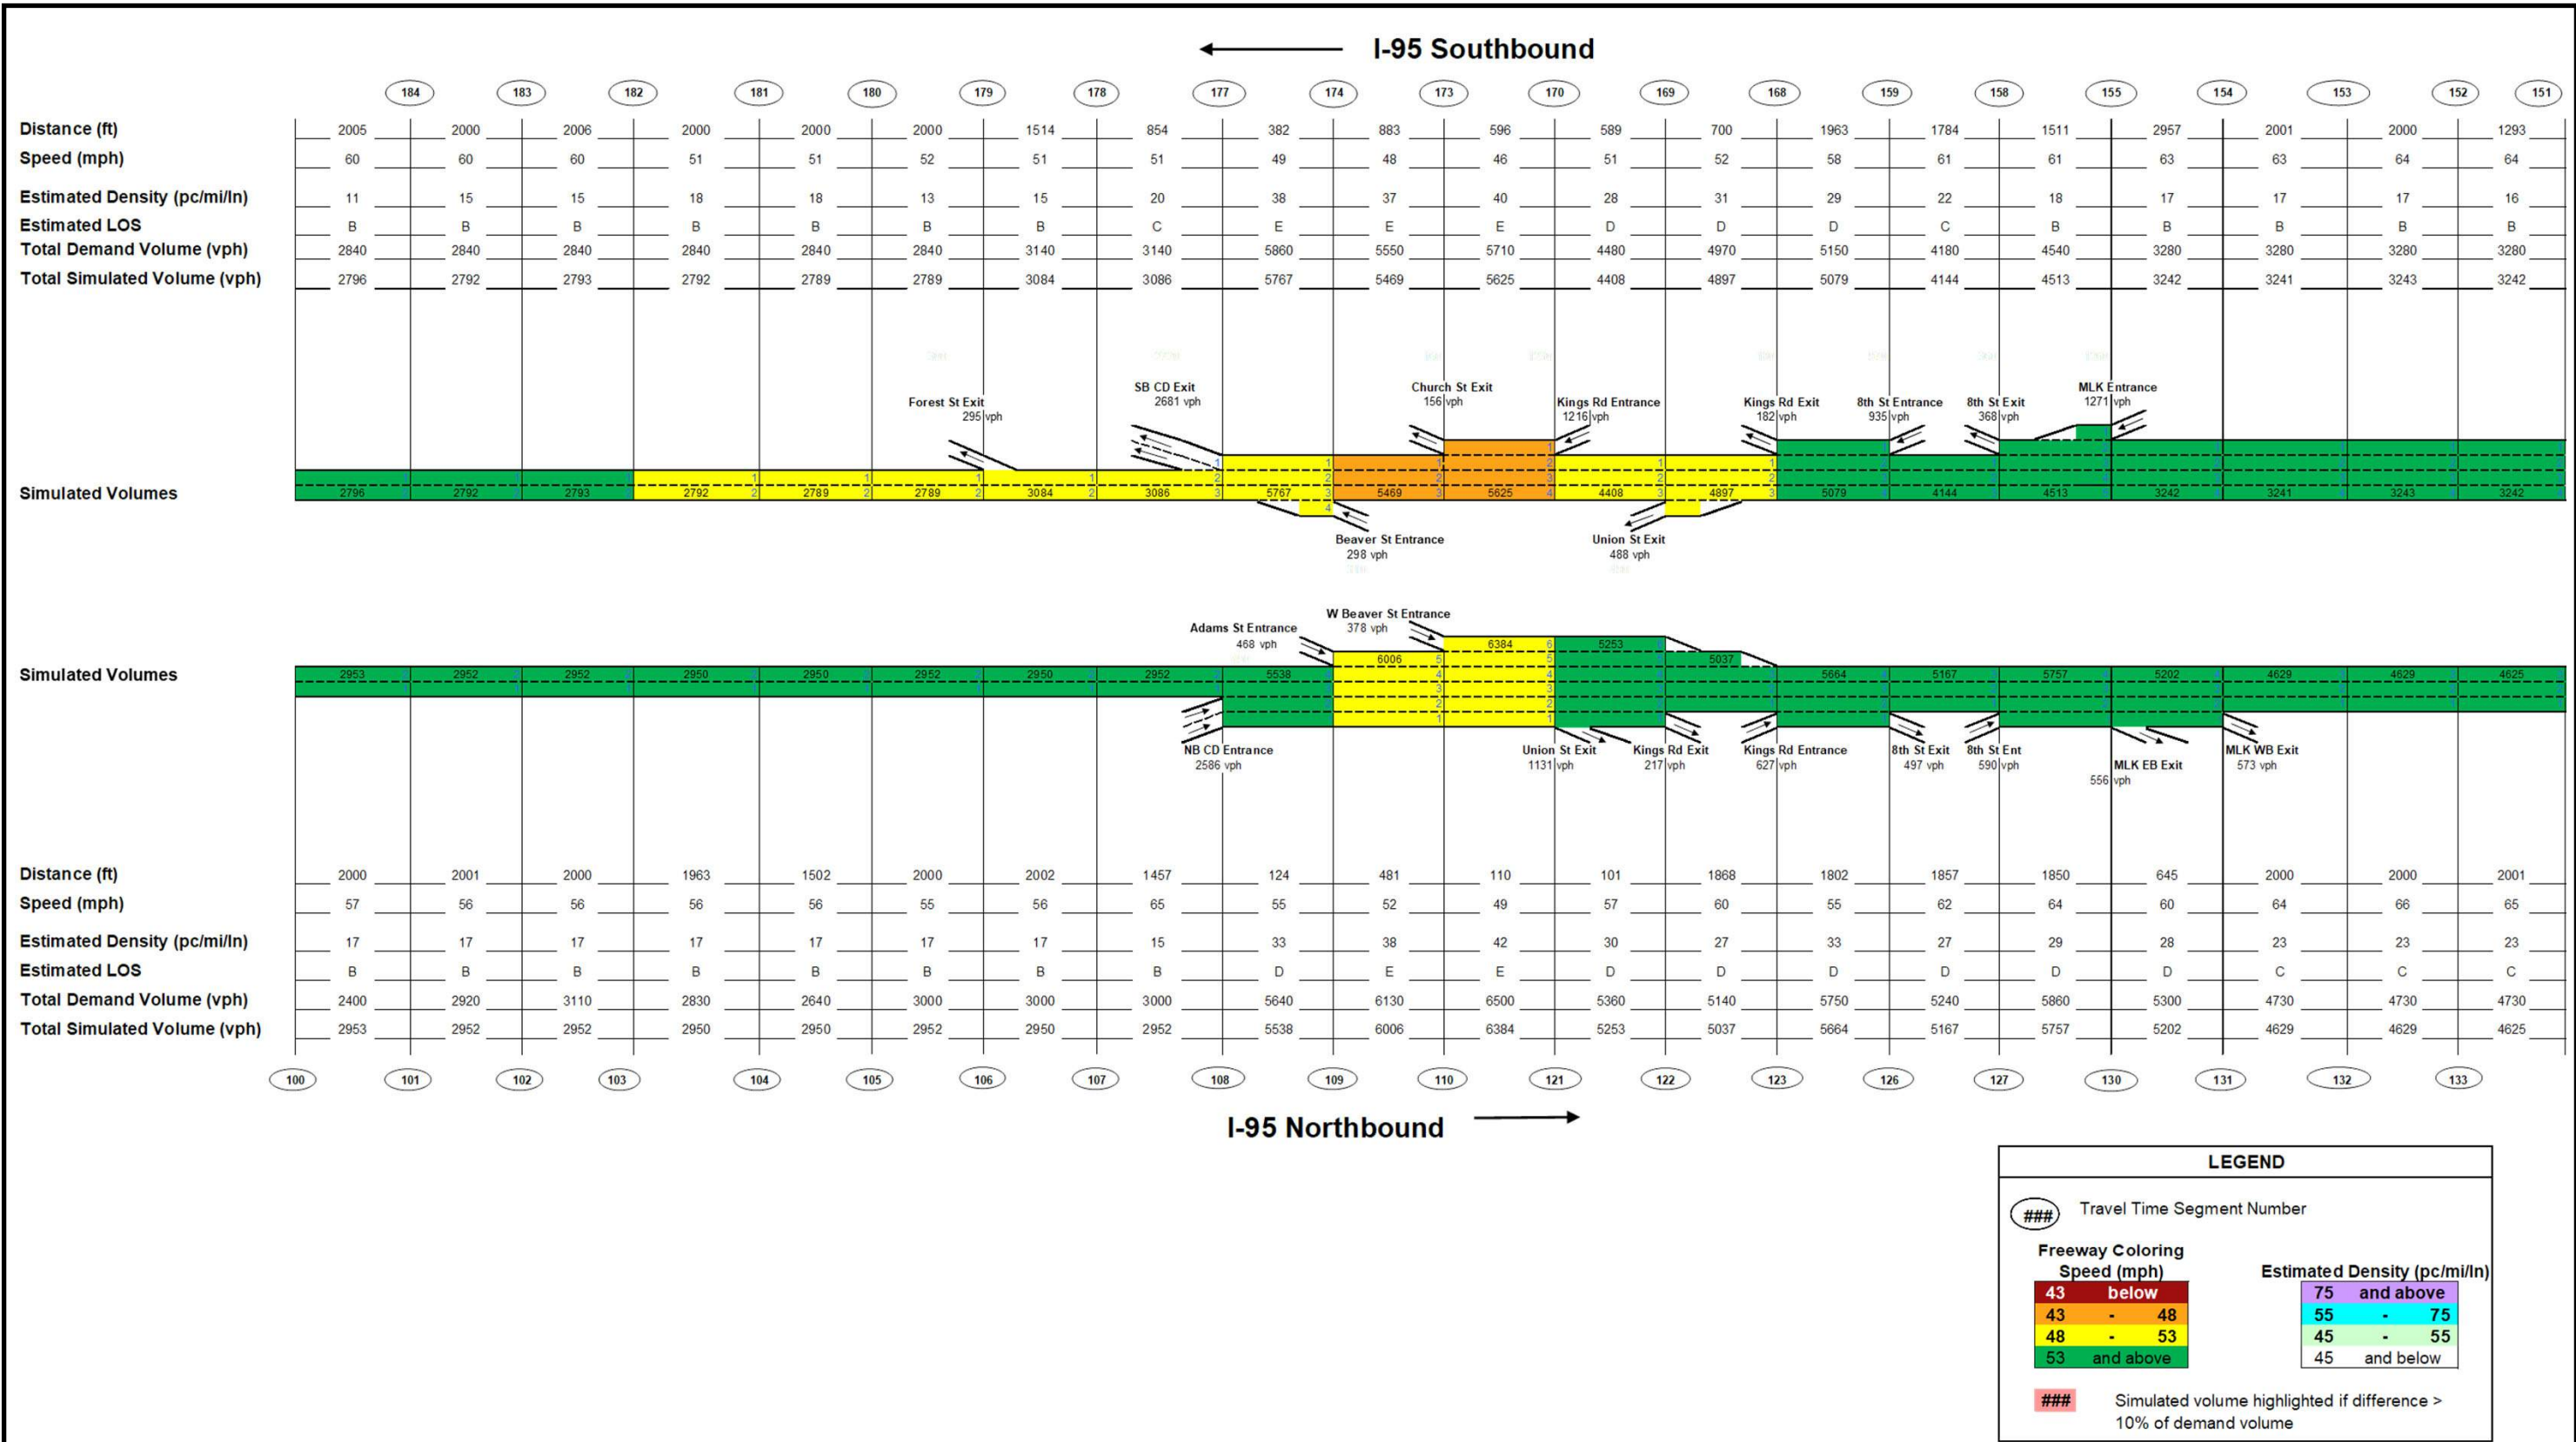 I-95 Southbound
184 183 182 181 180 179 178 177 174 173 170 169 168 159 158 155 154 153 152 151
Distance (ft) 2005 2000 2006 2000 2000 2000 1514 854 382 883 596 589 700 1963 1784 1511 2957 2001 2000 1293
Speed (mph) 60 60 60 51 51 52 51 51 49 48 46 51 52 58 61 61 63 63 64 64
Estimated Density (pc/mi/ln) 11 15 15 18 18 13 15 20 38 37 40 28 31 29 22 18 17 17 17 16
Estimated LOS B B B B B B B C E E E D D D C B B B B B
Total Demand Volume (vph) 2840 2840 2840 2840 2840 2840 3140 3140 5860 5550 5710 4480 4970 5150 4180 4540 3280 3280 3280 3280
Total Simulated Volume (vph) 2796 2792 2793 2792 2789 2789 3084 3086 5767 5469 5625 4408 4897 5079 4144 4513 3242 3241 3243 3242
SB CD Exit Church St Exit MLK Entrance
2681 vph 156 vph 1271 vph
Forest St Exit Kings Rd Entrance Kings Rd Exit 8th St Entrance 8th St Exit
295 vph 1216 vph 182 vph 935 vph 368 vph
Simulated Volumes 2796 2792 2793 2792 2789 2789 3084 3086 5767 5469 5625 4408 4897 5079 4144 4513 3242 3241 3243 3242
Beaver St Entrance Union St Exit
298 vph 488 vph
W Beaver St Entrance
378 vph
Adams St Entrance
468 vph
Simulated Volumes 2953 2952 2952 2950 2950 2952 2950 2952 5538 6006 6384 5253 5037 5664 5167 5757 5202 4629 4629 4625
NB CD Entrance Union St Exit Kings Rd Exit Kings Rd Entrance 8th St Exit 8th St Ent MLK WB Exit
2586 vph 1131 vph 217 vph 627 vph 497 vph 590 vph MLK EB Exit 573 vph
556 vph
Distance (ft) 2000 2001 2000 1963 1502 2000 2002 1457 124 481 110 101 1868 1802 1857 1850 645 2000 2000 2001
Speed (mph) 57 56 56 56 56 55 56 65 55 52 49 57 60 55 62 64 60 64 66 65
Estimated Density (pc/mi/ln) 17 17 17 17 17 17 17 15 33 38 42 30 27 33 27 29 28 23 23 23
Estimated LOS B B B B B B B B D E E D D D D D D C C C
Total Demand Volume (vph) 2400 2920 3110 2830 2640 3000 3000 3000 5640 6130 6500 5360 5140 5750 5240 5860 5300 4730 4730 4730
Total Simulated Volume (vph) 2953 2952 2952 2950 2950 2952 2950 2952 5538 6006 6384 5253 5037 5664 5167 5757 5202 4629 4629 4625
100 101 102 103 104 105 106 107 108 109 110 121 122 123 126 127 130 131 132 133
I-95 Northbound
LEGEND
### Travel Time Segment Number
Freeway Coloring
Speed (mph)
43 below
43 - 48
48 - 53
53 and above
Estimated Density (pc/mi/ln)
75 and above
55 - 75
45 - 55
45 and below
### Simulated volume highlighted if difference >
10% of demand volume